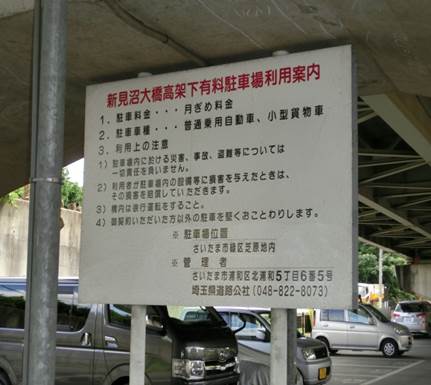 新見沼大橋高架下有料駐車場利用案内
1. 駐車料金・・・月ぎめ料金
2. 駐車車種・・・普通乗用自動車、小型貨物車
3. 利用上の注意
1) 駐車場内に於ける災害、事故、盗難等については
一切責任を負いません。
2) 利用者が駐車場内の設備等に損害を与えたときは、
その損害を賠償していただきます。
3) 構内は徐行運転をすること。
4) 御契約いただいた方以外の駐車を堅くおことわりします。
※ 駐車場位置
さいたま市緑区芝原地内
※ 管理者
さいたま市浦和区北浦和5丁目6番5号
埼玉県道路公社 (048-822-8073)